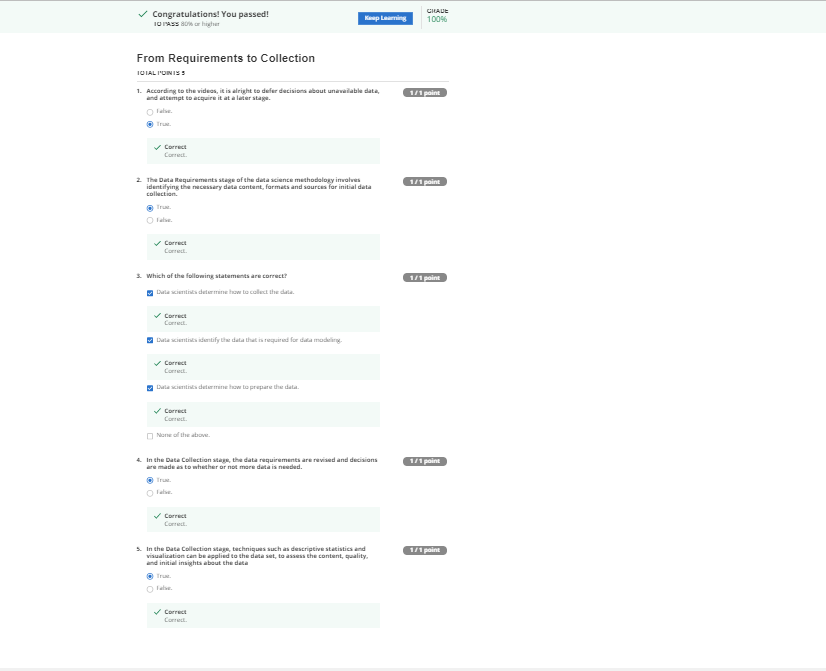 Congratulations! You passed!
TO PASS 80% or higher
Keep Learning
GRADE
100%
From Requirements to Collection
TOTAL POINTS 5
1. According to the videos, it is alright to defer decisions about unavailable data,
and attempt to acquire it at a later stage.
1 / 1 point
False.
True.
Correct
Correct.
2. The Data Requirements stage of the data science methodology involves
identifying the necessary data content, formats and sources for initial data
collection.
1 / 1 point
True.
False.
Correct
Correct.
3. Which of the following statements are correct?
1 / 1 point
Data scientists determine how to collect the data.
Correct
Correct.
Data scientists identify the data that is required for data modeling.
Correct
Correct.
Data scientists determine how to prepare the data.
Correct
Correct.
None of the above.
4. In the Data Collection stage, the data requirements are revised and decisions
are made as to whether or not more data is needed.
1 / 1 point
True.
False.
Correct
Correct.
5. In the Data Collection stage, techniques such as descriptive statistics and
visualization can be applied to the data set, to assess the content, quality,
and initial insights about the data
1 / 1 point
True.
False.
Correct
Correct.